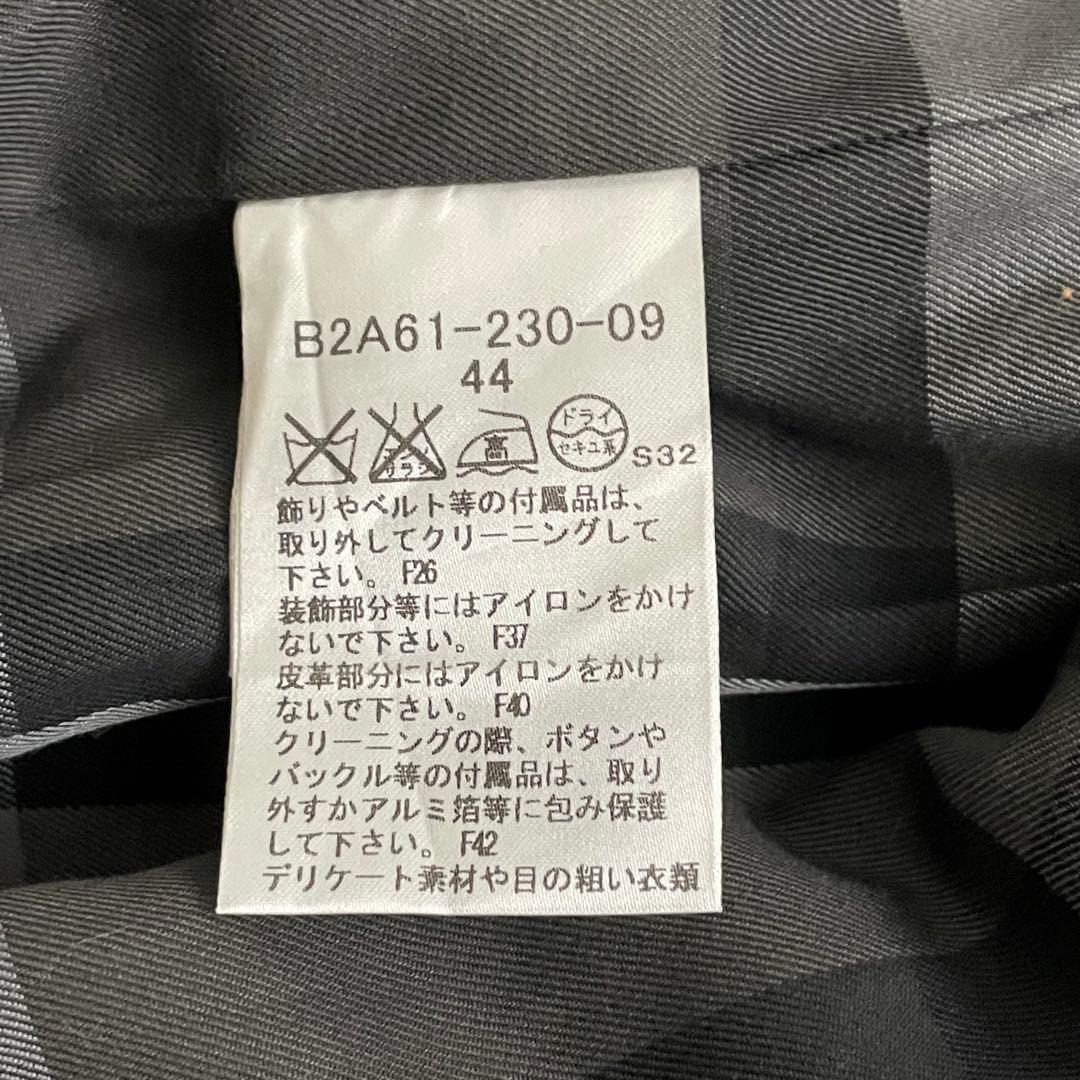 B2A61-230-09
44
エンソ
サラシ
高
ドライ
セキユ系
S32
飾りやベルト等の付属品は、
取り外してクリーニングして
下さい。 F26
装飾部分等にはアイロンをかけ
ないで下さい。 F37
皮革部分にはアイロンをかけ
ないで下さい。 F40
クリーニングの際、ボタンや
バックル等の付属品は、取り
外すかアルミ箔等に包み保護
して下さい。 F42
デリケート素材や目の粗い衣類